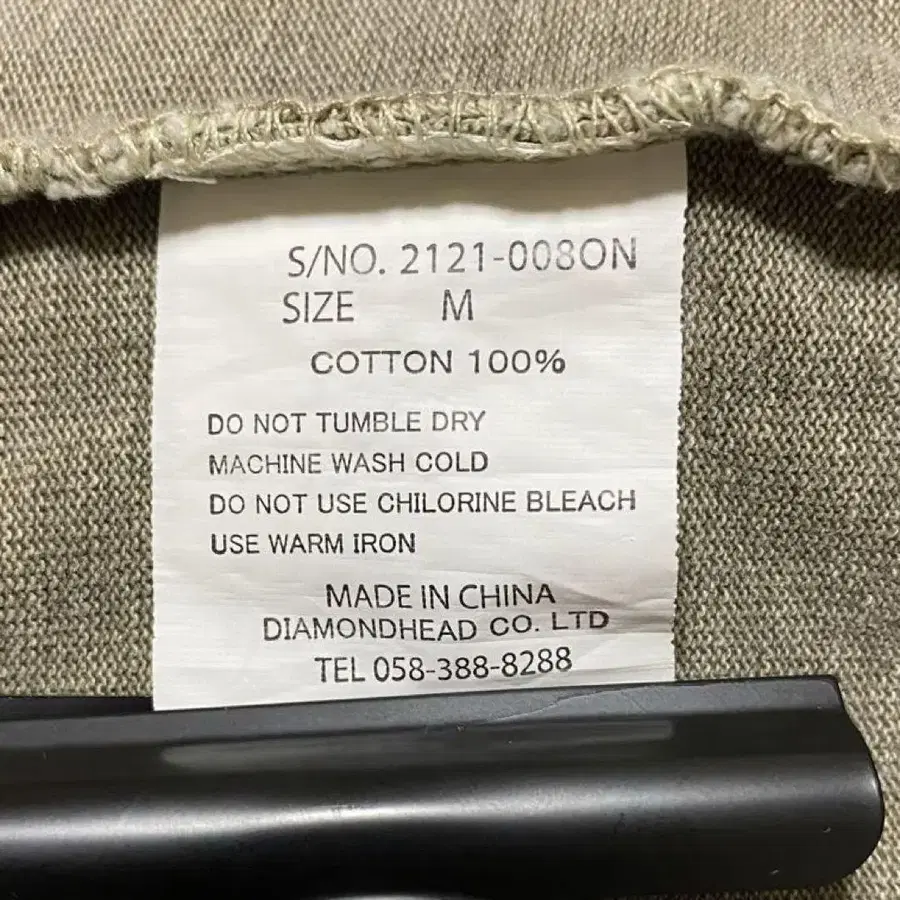 S/NO. 2121-008ON
SIZE M
COTTON 100%
DO NOT TUMBLE DRY
MACHINE WASH COLD
DO NOT USE CHILORINE BLEACH
USE WARM IRON
MADE IN CHINA
DIAMONDHEAD CO. LTD
TEL 058-388-8288